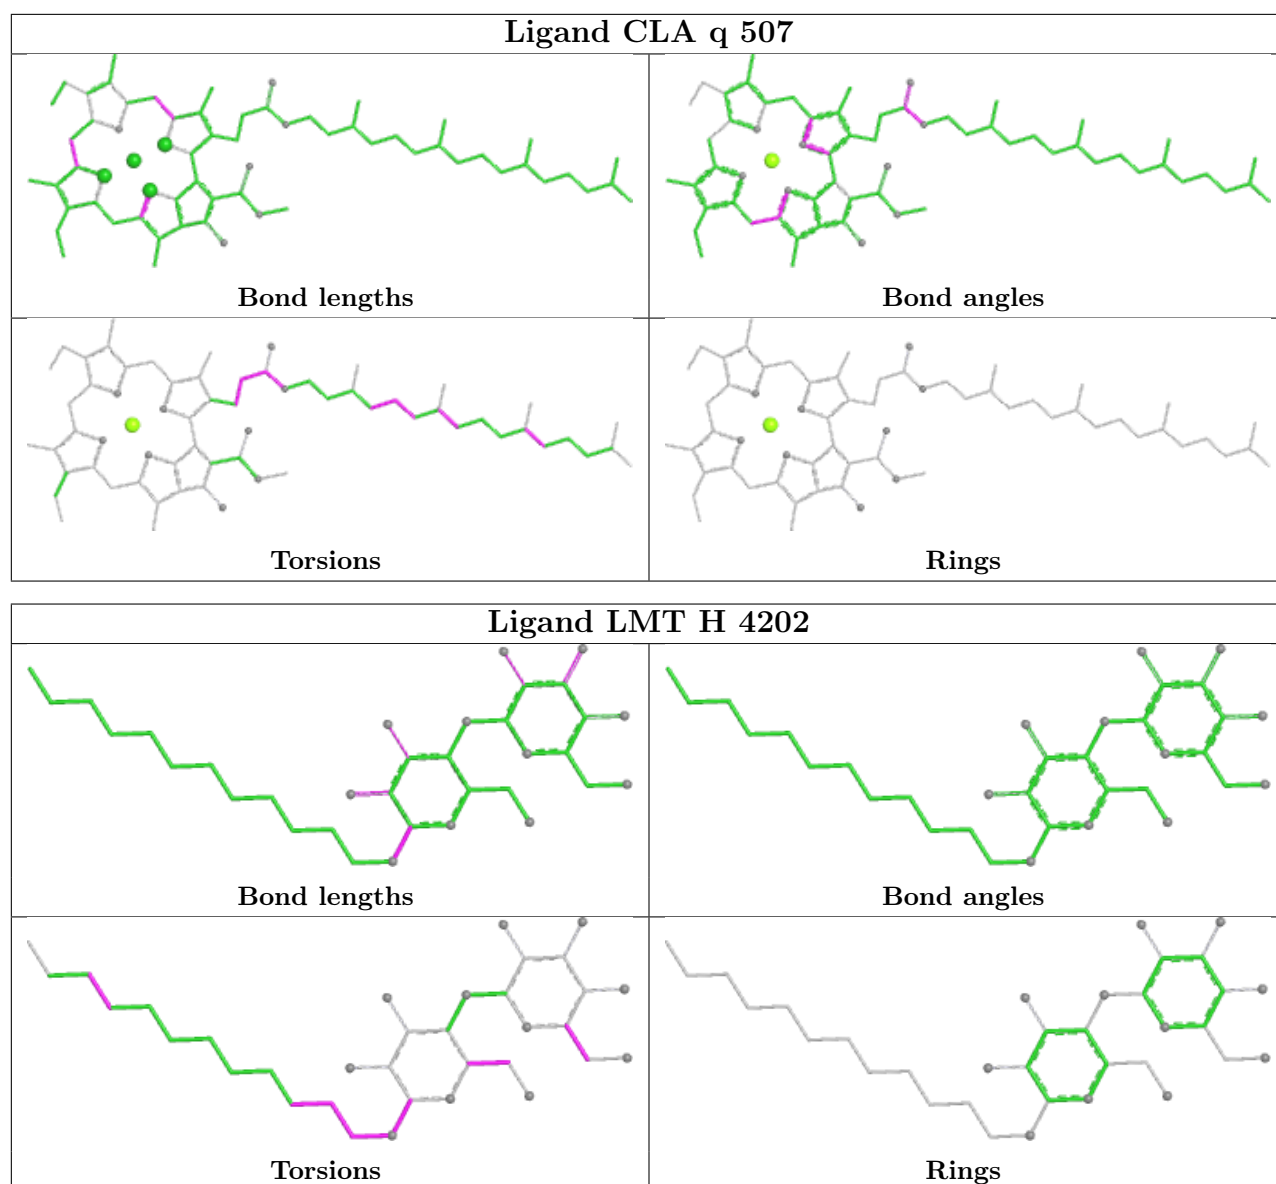 Ligand CLA q 507
Bond lengths
Bond angles
Torsions
Rings
Ligand LMT H 4202
Bond lengths
Bond angles
Torsions
Rings